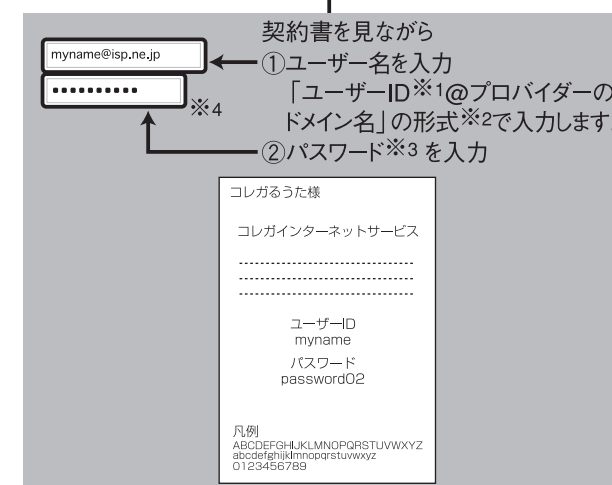 契約書を見ながら
myname@isp.ne.jp
①ユーザー名を入力
「ユーザーID※1@プロバイダーの
ドメイン名」の形式※2で入力します
••••••••••
※4
②パスワード※3 を入力
コレガるうた様
コレガインターネットサービス
ユーザーID
myname
パスワード
password02
凡例
ABCDEFGHIJKLMNOPQRSTUVWXYZ
abcdefghijklmnopqrstuvwxyz
0123456789